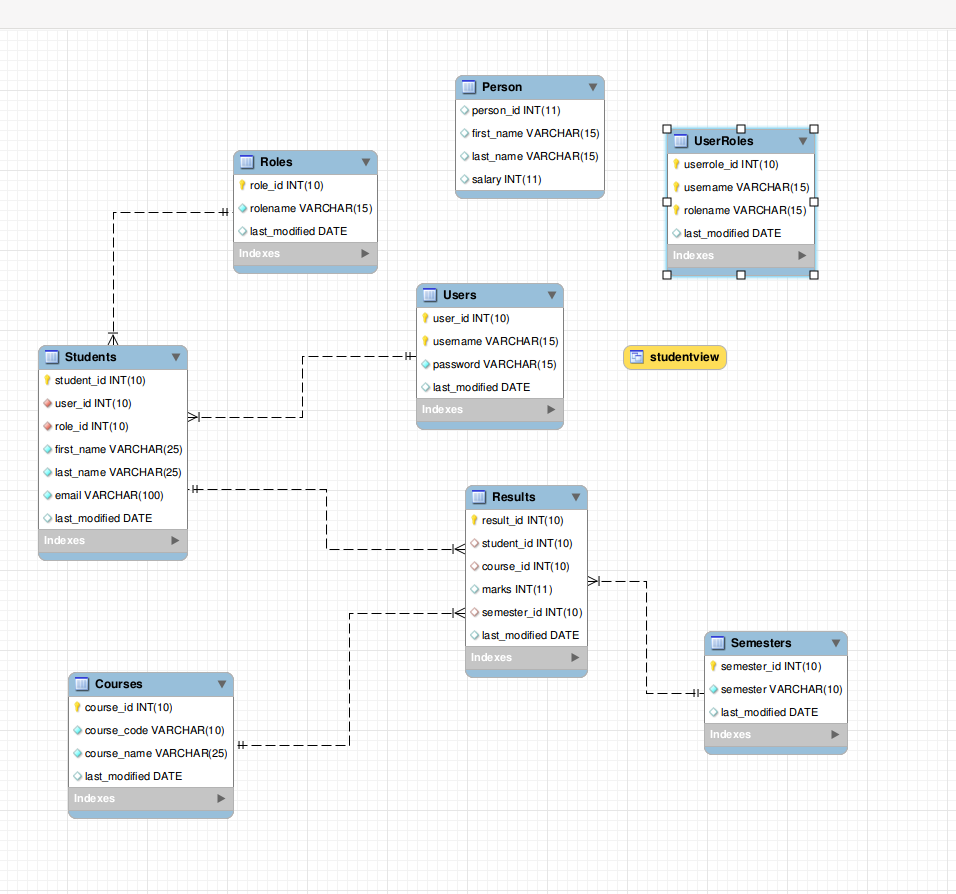 Person
person_id INT(11)
first_name VARCHAR(15)
last_name VARCHAR(15)
salary INT(11)
UserRoles
userrole_id INT(10)
username VARCHAR(15)
rolename VARCHAR(15)
last_modified DATE
Indexes
Roles
role_id INT(10)
rolename VARCHAR(15)
last_modified DATE
Indexes
Users
user_id INT(10)
username VARCHAR(15)
password VARCHAR(15)
last_modified DATE
Indexes
studentview
Students
student_id INT(10)
user_id INT(10)
role_id INT(10)
first_name VARCHAR(25)
last_name VARCHAR(25)
email VARCHAR(100)
last_modified DATE
Indexes
Results
result_id INT(10)
student_id INT(10)
course_id INT(10)
marks INT(11)
semester_id INT(10)
last_modified DATE
Indexes
Semesters
semester_id INT(10)
semester VARCHAR(10)
last_modified DATE
Indexes
Courses
course_id INT(10)
course_code VARCHAR(10)
course_name VARCHAR(25)
last_modified DATE
Indexes